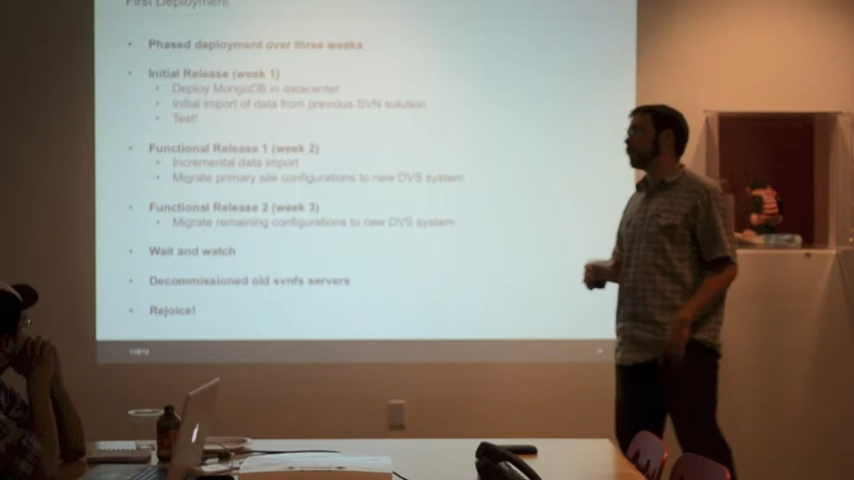 First Deployment
• Phased deployment over three weeks
• Initial Release (week 1)
• Deploy MongoDB in datacenter
• Initial import of data from previous SVN solution
• Test!
• Functional Release 1 (week 2)
• Incremental data import
• Migrate primary site configurations to new DVS system
• Functional Release 2 (week 3)
• Migrate remaining configurations to new DVS system
• Wait and watch
• Decommissioned old svnfs servers
• Rejoice!